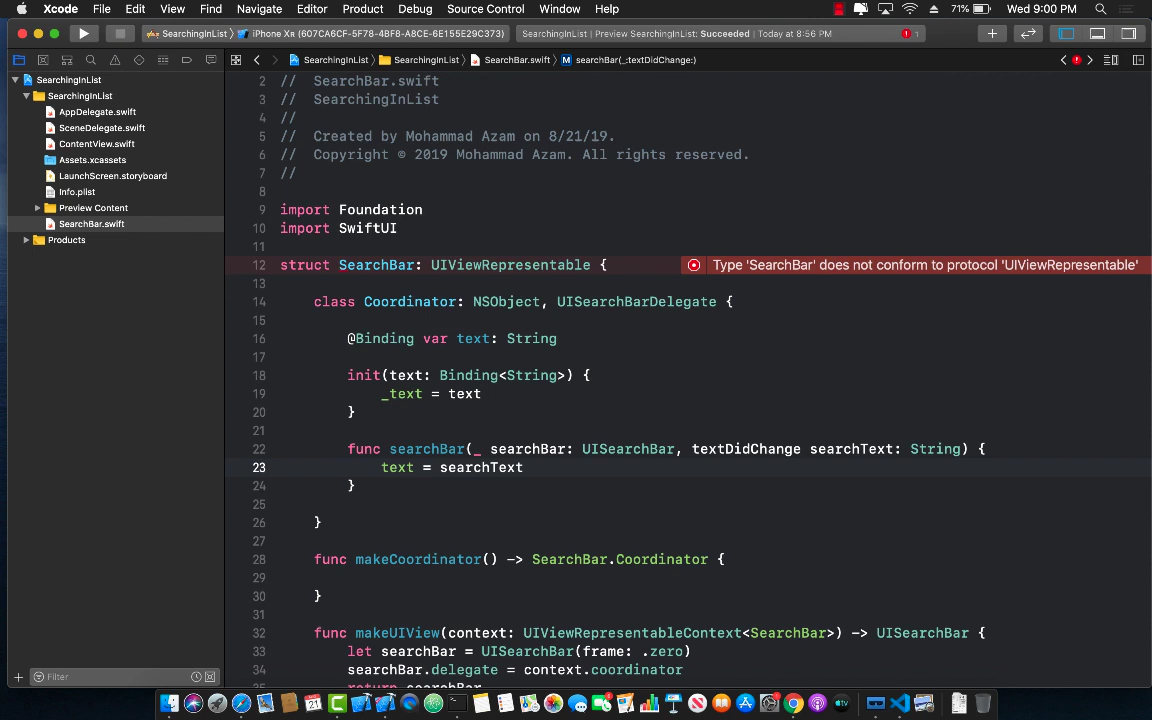 Xcode File Edit View Find Navigate Editor Product Debug Source Control Window Help 71% Wed 9:00 PM
SearchingInList iPhone Xʀ (607CA6CF-5F78-4BF8-A8CE-6E155E29C373) SearchingInList | Preview SearchingInList: Succeeded | Today at 8:56 PM 1
SearchingInList SearchingInList SearchBar.swift searchBar(_:textDidChange:)
SearchingInList
SearchingInList
AppDelegate.swift
SceneDelegate.swift
ContentView.swift
Assets.xcassets
LaunchScreen.storyboard
Info.plist
Preview Content
SearchBar.swift
Products
2 // SearchBar.swift
3 // SearchingInList
4 //
5 // Created by Mohammad Azam on 8/21/19.
6 // Copyright © 2019 Mohammad Azam. All rights reserved.
7 //
8
9 import Foundation
10 import SwiftUI
11
12 struct SearchBar: UIViewRepresentable { Type 'SearchBar' does not conform to protocol 'UIViewRepresentable'
13
14 class Coordinator: NSObject, UISearchBarDelegate {
15
16 @Binding var text: String
17
18 init(text: Binding<String>) {
19 _text = text
20 }
21
22 func searchBar(_ searchBar: UISearchBar, textDidChange searchText: String) {
23 text = searchText
24 }
25
26 }
27
28 func makeCoordinator() -> SearchBar.Coordinator {
29
30 }
31
32 func makeUIView(context: UIViewRepresentableContext<SearchBar>) -> UISearchBar {
33 let searchBar = UISearchBar(frame: .zero)
34 searchBar.delegate = context.coordinator
return searchBar
Filter